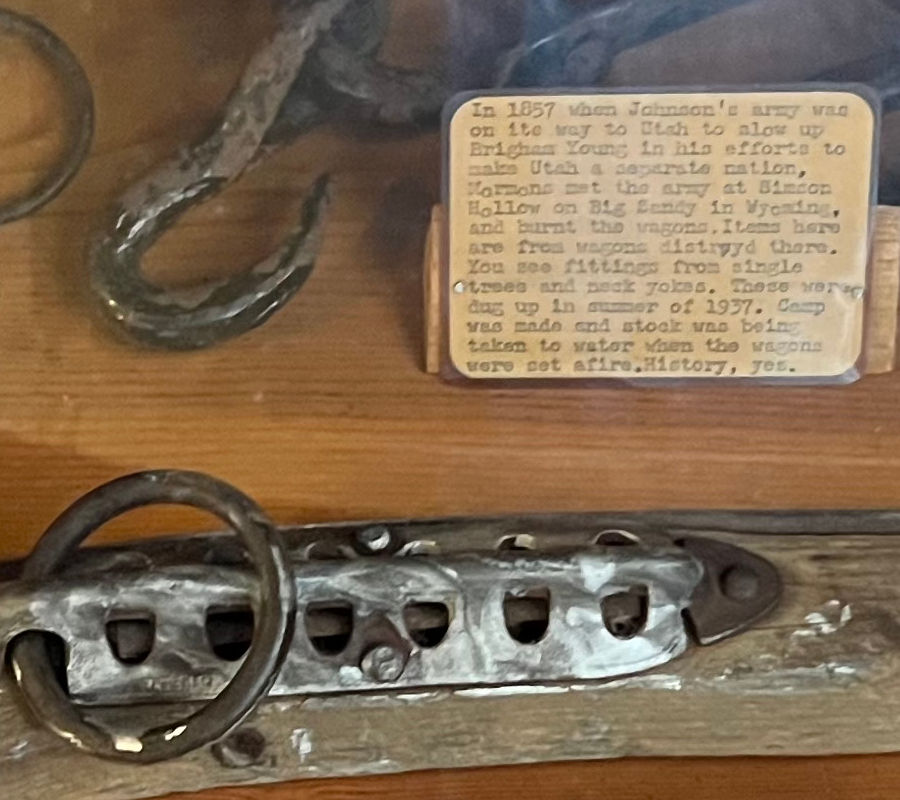 In 1857 when Johnson's army was
on its way to Utah to slow up
Brigham Young in his efforts to
make Utah a separate nation,
Mormons met the army at Simson
Hollow on Big Sandy in Wyoming,
and burnt the wagons.Items here
are from wagons distryyd there.
You see fittings from single
trees and neck yokes. These were
dug up in summer of 1937. Camp
was made and stock was being
taken to water when the wagons
were set afire.History, yes.